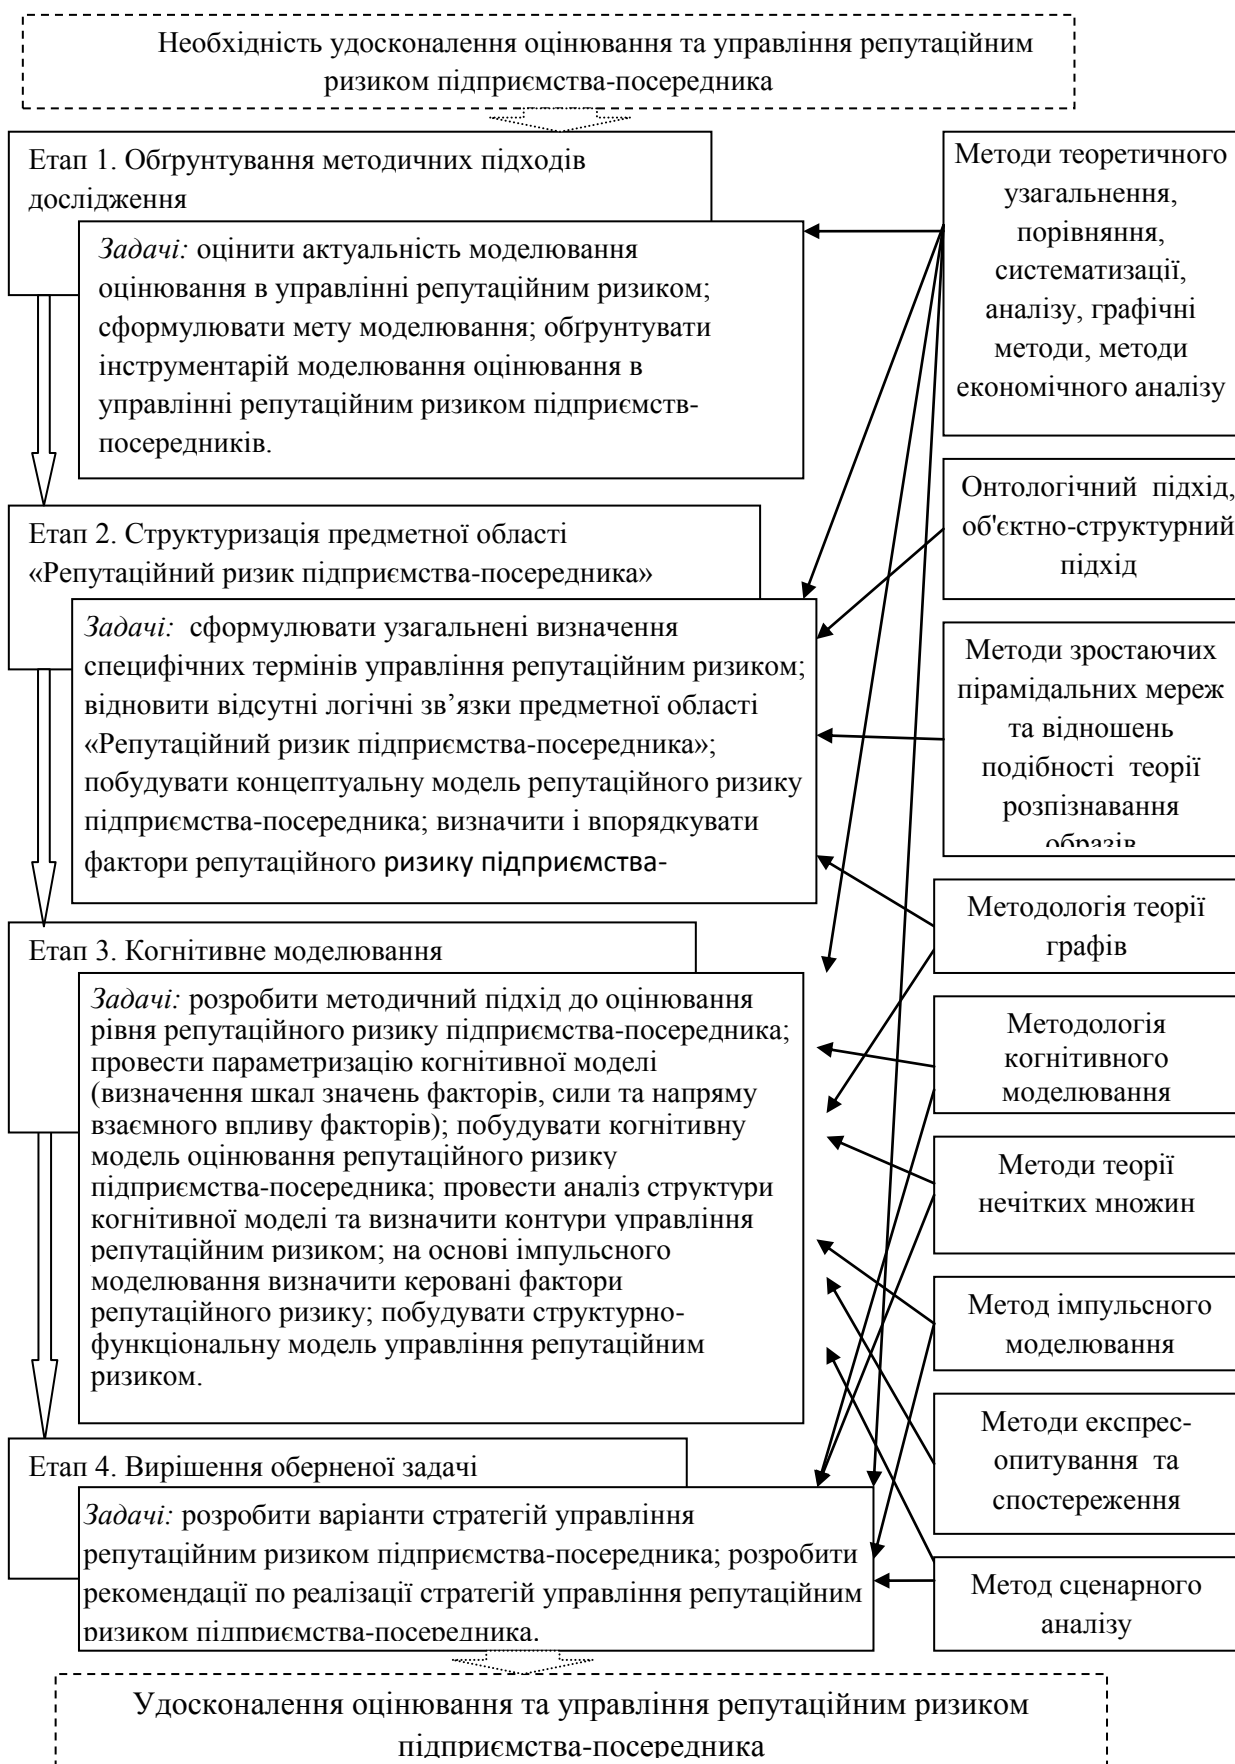 Необхідність удосконалення оцінювання та управління репутаційним
ризиком підприємства-посередника
Етап 1. Обґрунтування методичних підходів
дослідження
Задачі: оцінити актуальність моделювання
оцінювання в управлінні репутаційним ризиком;
сформулювати мету моделювання; обґрунтувати
інструментарій моделювання оцінювання в
управлінні репутаційним ризиком підприємств-
посередників.
Етап 2. Структуризація предметної області
«Репутаційний ризик підприємства-посередника»
Задачі: сформулювати узагальнені визначення
специфічних термінів управління репутаційним ризиком;
відновити відсутні логічні зв’язки предметної області
«Репутаційний ризик підприємства-посередника»;
побудувати концептуальну модель репутаційного ризику
підприємства-посередника; визначити і впорядкувати
фактори репутаційного ризику підприємства-
Етап 3. Когнітивне моделювання
Задачі: розробити методичний підхід до оцінювання
рівня репутаційного ризику підприємства-посередника;
провести параметризацію когнітивної моделі
(визначення шкал значень факторів, сили та напряму
взаємного впливу факторів); побудувати когнітивну
модель оцінювання репутаційного ризику
підприємства-посередника; провести аналіз структури
когнітивної моделі та визначити контури управління
репутаційним ризиком; на основі імпульсного
моделювання визначити керовані фактори
репутаційного ризику; побудувати структурно-
функціональну модель управління репутаційним
ризиком.
Етап 4. Вирішення оберненої задачі
Задачі: розробити варіанти стратегій управління
репутаційним ризиком підприємства-посередника; розробити
рекомендації по реалізації стратегій управління репутаційним
ризиком підприємства-посередника.
Методи теоретичного
узагальнення,
порівняння,
систематизації,
аналізу, графічні
методи, методи
економічного аналізу
Онтологічний підхід,
об'єктно-структурний
підхід
Методи зростаючих
пірамідальних мереж
та відношень
подібності теорії
розпізнавання
образів
Методологія теорії
графів
Методологія
когнітивного
моделювання
Методи теорії
нечітких множин
Метод імпульсного
моделювання
Методи експрес-
опитування та
спостереження
Метод сценарного
аналізу
Удосконалення оцінювання та управління репутаційним ризиком
підприємства-посередника